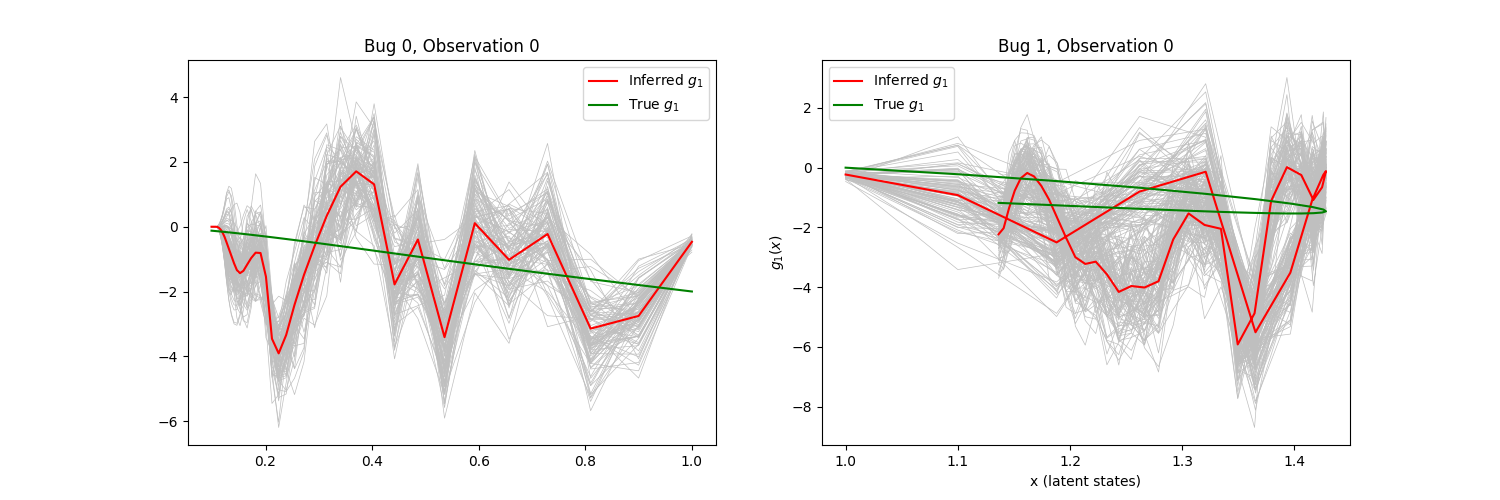 Bug 0, Observation 0
Inferred g₁
True g₁
4
2
0
−2
−4
−6
0.2 0.4 0.6 0.8 1.0
Bug 1, Observation 0
Inferred g₁
True g₁
g₁(x)
2
0
−2
−4
−6
−8
1.0 1.1 1.2 1.3 1.4
x (latent states)